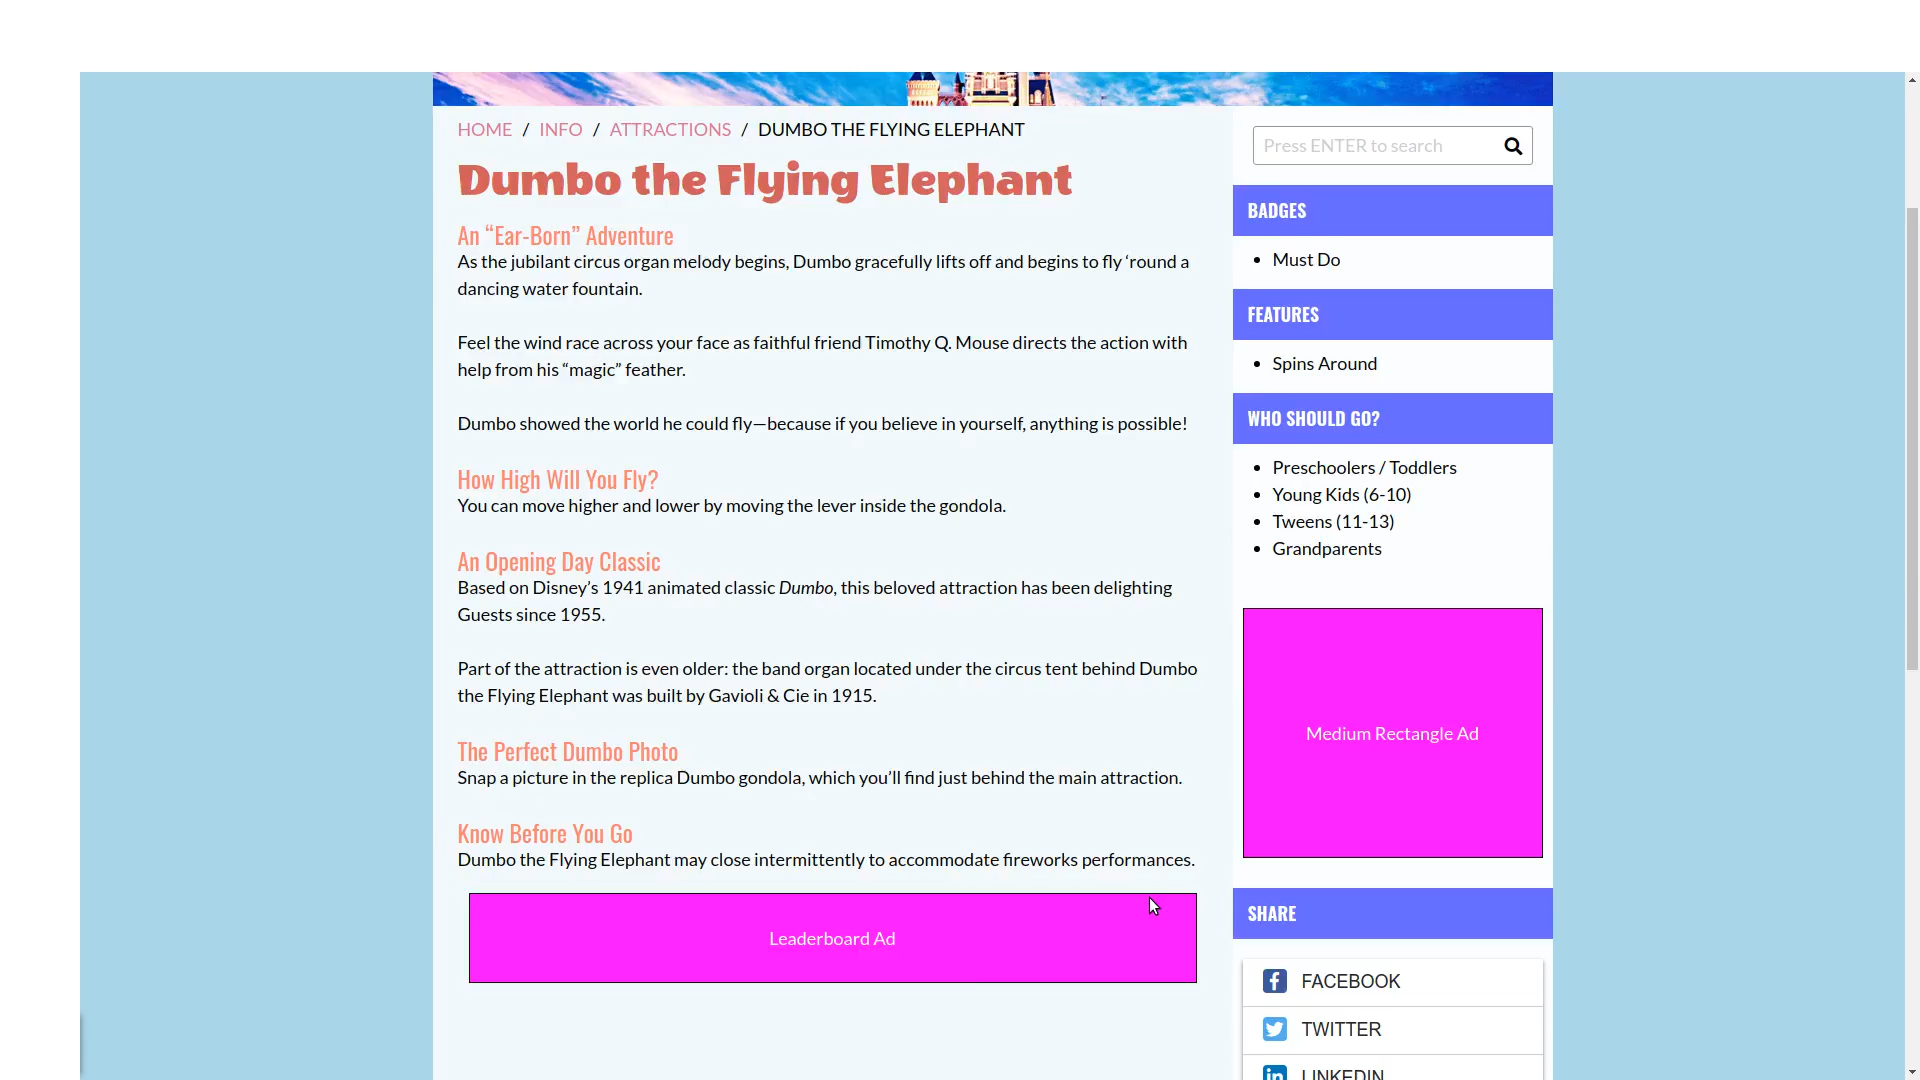 HOME / INFO / ATTRACTIONS / DUMBO THE FLYING ELEPHANT
Dumbo the Flying Elephant
An “Ear-Born” Adventure
As the jubilant circus organ melody begins, Dumbo gracefully lifts off and begins to fly ‘round a
dancing water fountain.
Feel the wind race across your face as faithful friend Timothy Q. Mouse directs the action with
help from his “magic” feather.
Dumbo showed the world he could fly—because if you believe in yourself, anything is possible!
How High Will You Fly?
You can move higher and lower by moving the lever inside the gondola.
An Opening Day Classic
Based on Disney’s 1941 animated classic Dumbo, this beloved attraction has been delighting
Guests since 1955.
Part of the attraction is even older: the band organ located under the circus tent behind Dumbo
the Flying Elephant was built by Gavioli & Cie in 1915.
The Perfect Dumbo Photo
Snap a picture in the replica Dumbo gondola, which you’ll find just behind the main attraction.
Know Before You Go
Dumbo the Flying Elephant may close intermittently to accommodate fireworks performances.
Leaderboard Ad
Press ENTER to search
BADGES
Must Do
FEATURES
Spins Around
WHO SHOULD GO?
Preschoolers / Toddlers
Young Kids (6-10)
Tweens (11-13)
Grandparents
Medium Rectangle Ad
SHARE
FACEBOOK
TWITTER
LINKEDIN